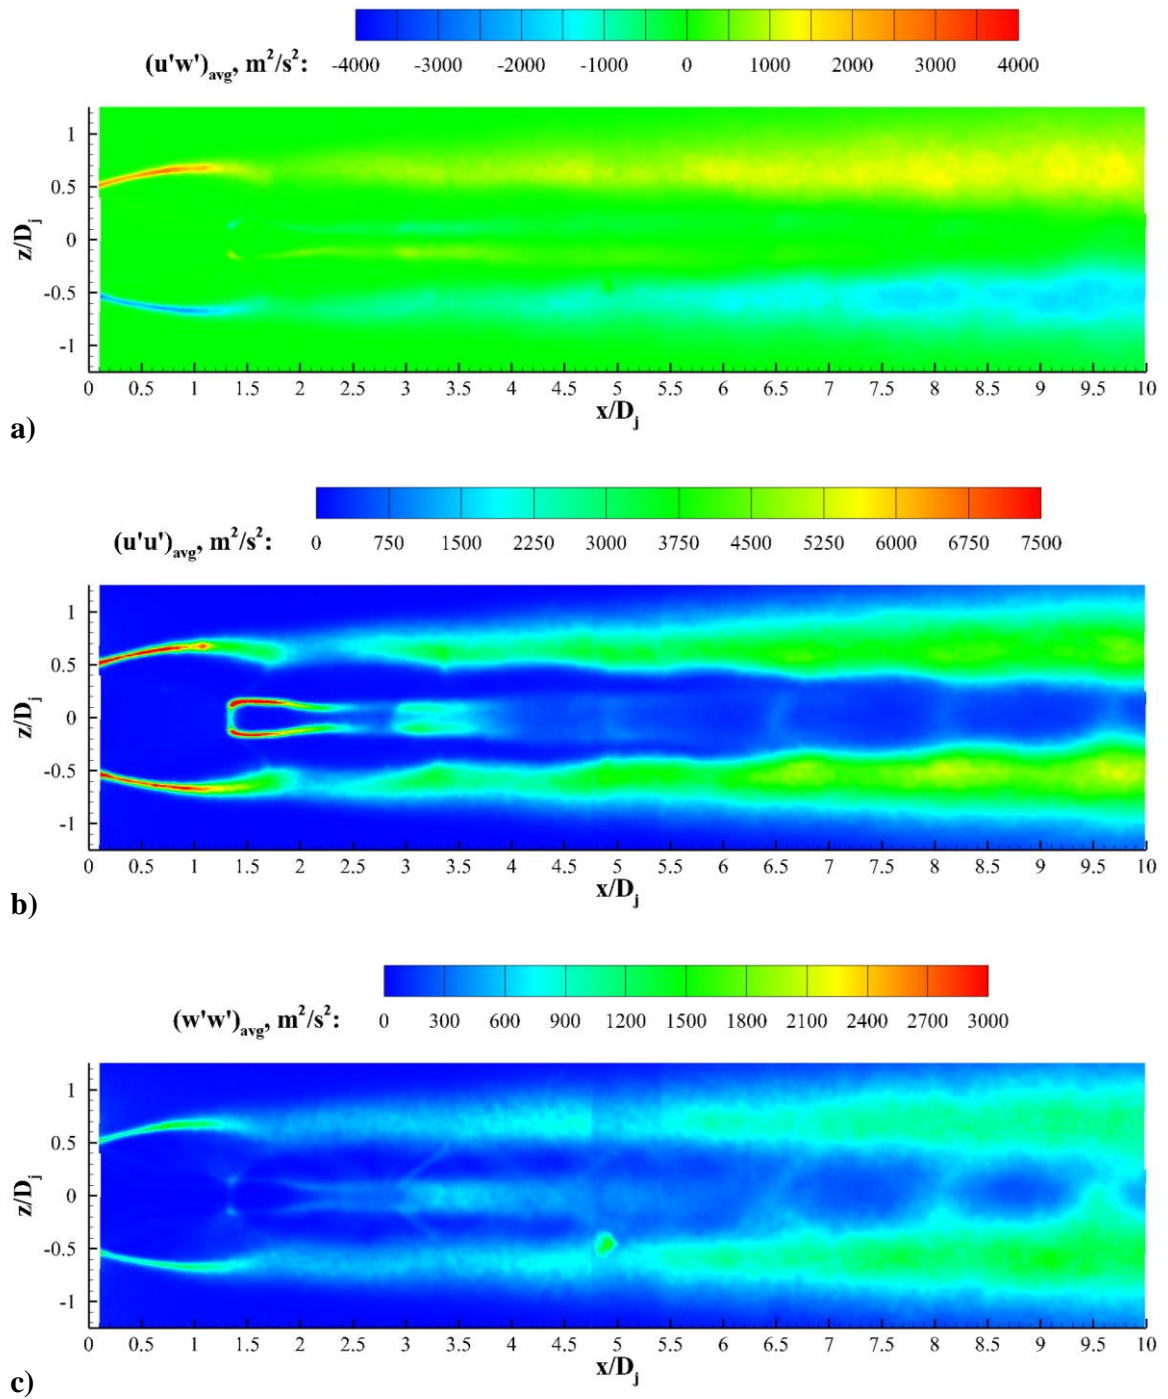 (u'w')avg, m²/s²: -4000 -3000 -2000 -1000 0 1000 2000 3000 4000
1
0.5
0
-0.5
-1
z/Dj
0 0.5 1 1.5 2 2.5 3 3.5 4 4.5 5 5.5 6 6.5 7 7.5 8 8.5 9 9.5 10
x/Dj
a)
(u'u')avg, m²/s²: 0 750 1500 2250 3000 3750 4500 5250 6000 6750 7500
1
0.5
0
-0.5
-1
z/Dj
0 0.5 1 1.5 2 2.5 3 3.5 4 4.5 5 5.5 6 6.5 7 7.5 8 8.5 9 9.5 10
x/Dj
b)
(w'w')avg, m²/s²: 0 300 600 900 1200 1500 1800 2100 2400 2700 3000
1
0.5
0
-0.5
-1
z/Dj
0 0.5 1 1.5 2 2.5 3 3.5 4 4.5 5 5.5 6 6.5 7 7.5 8 8.5 9 9.5 10
x/Dj
c)